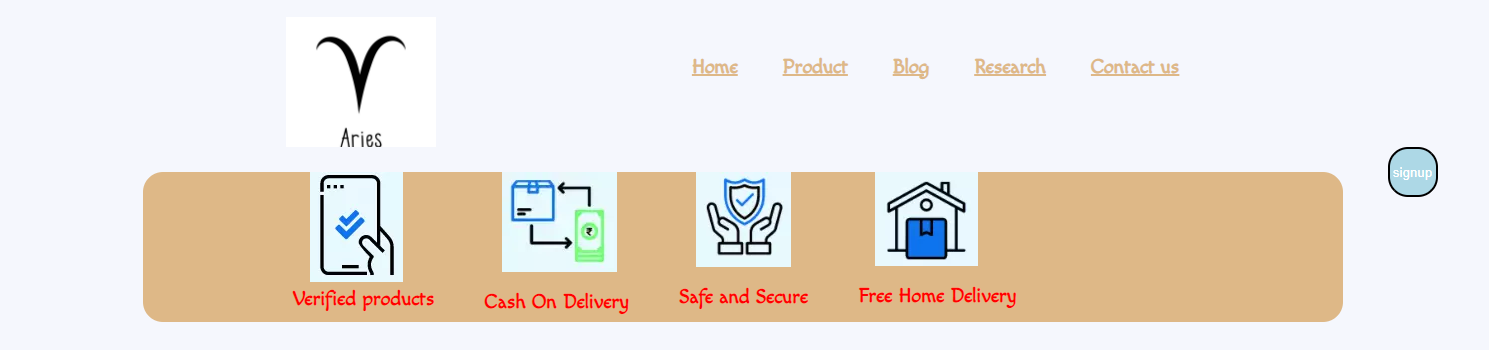 Aries
Home Product Blog Research Contact us
signup
₹
Verified products Cash On Delivery Safe and Secure Free Home Delivery